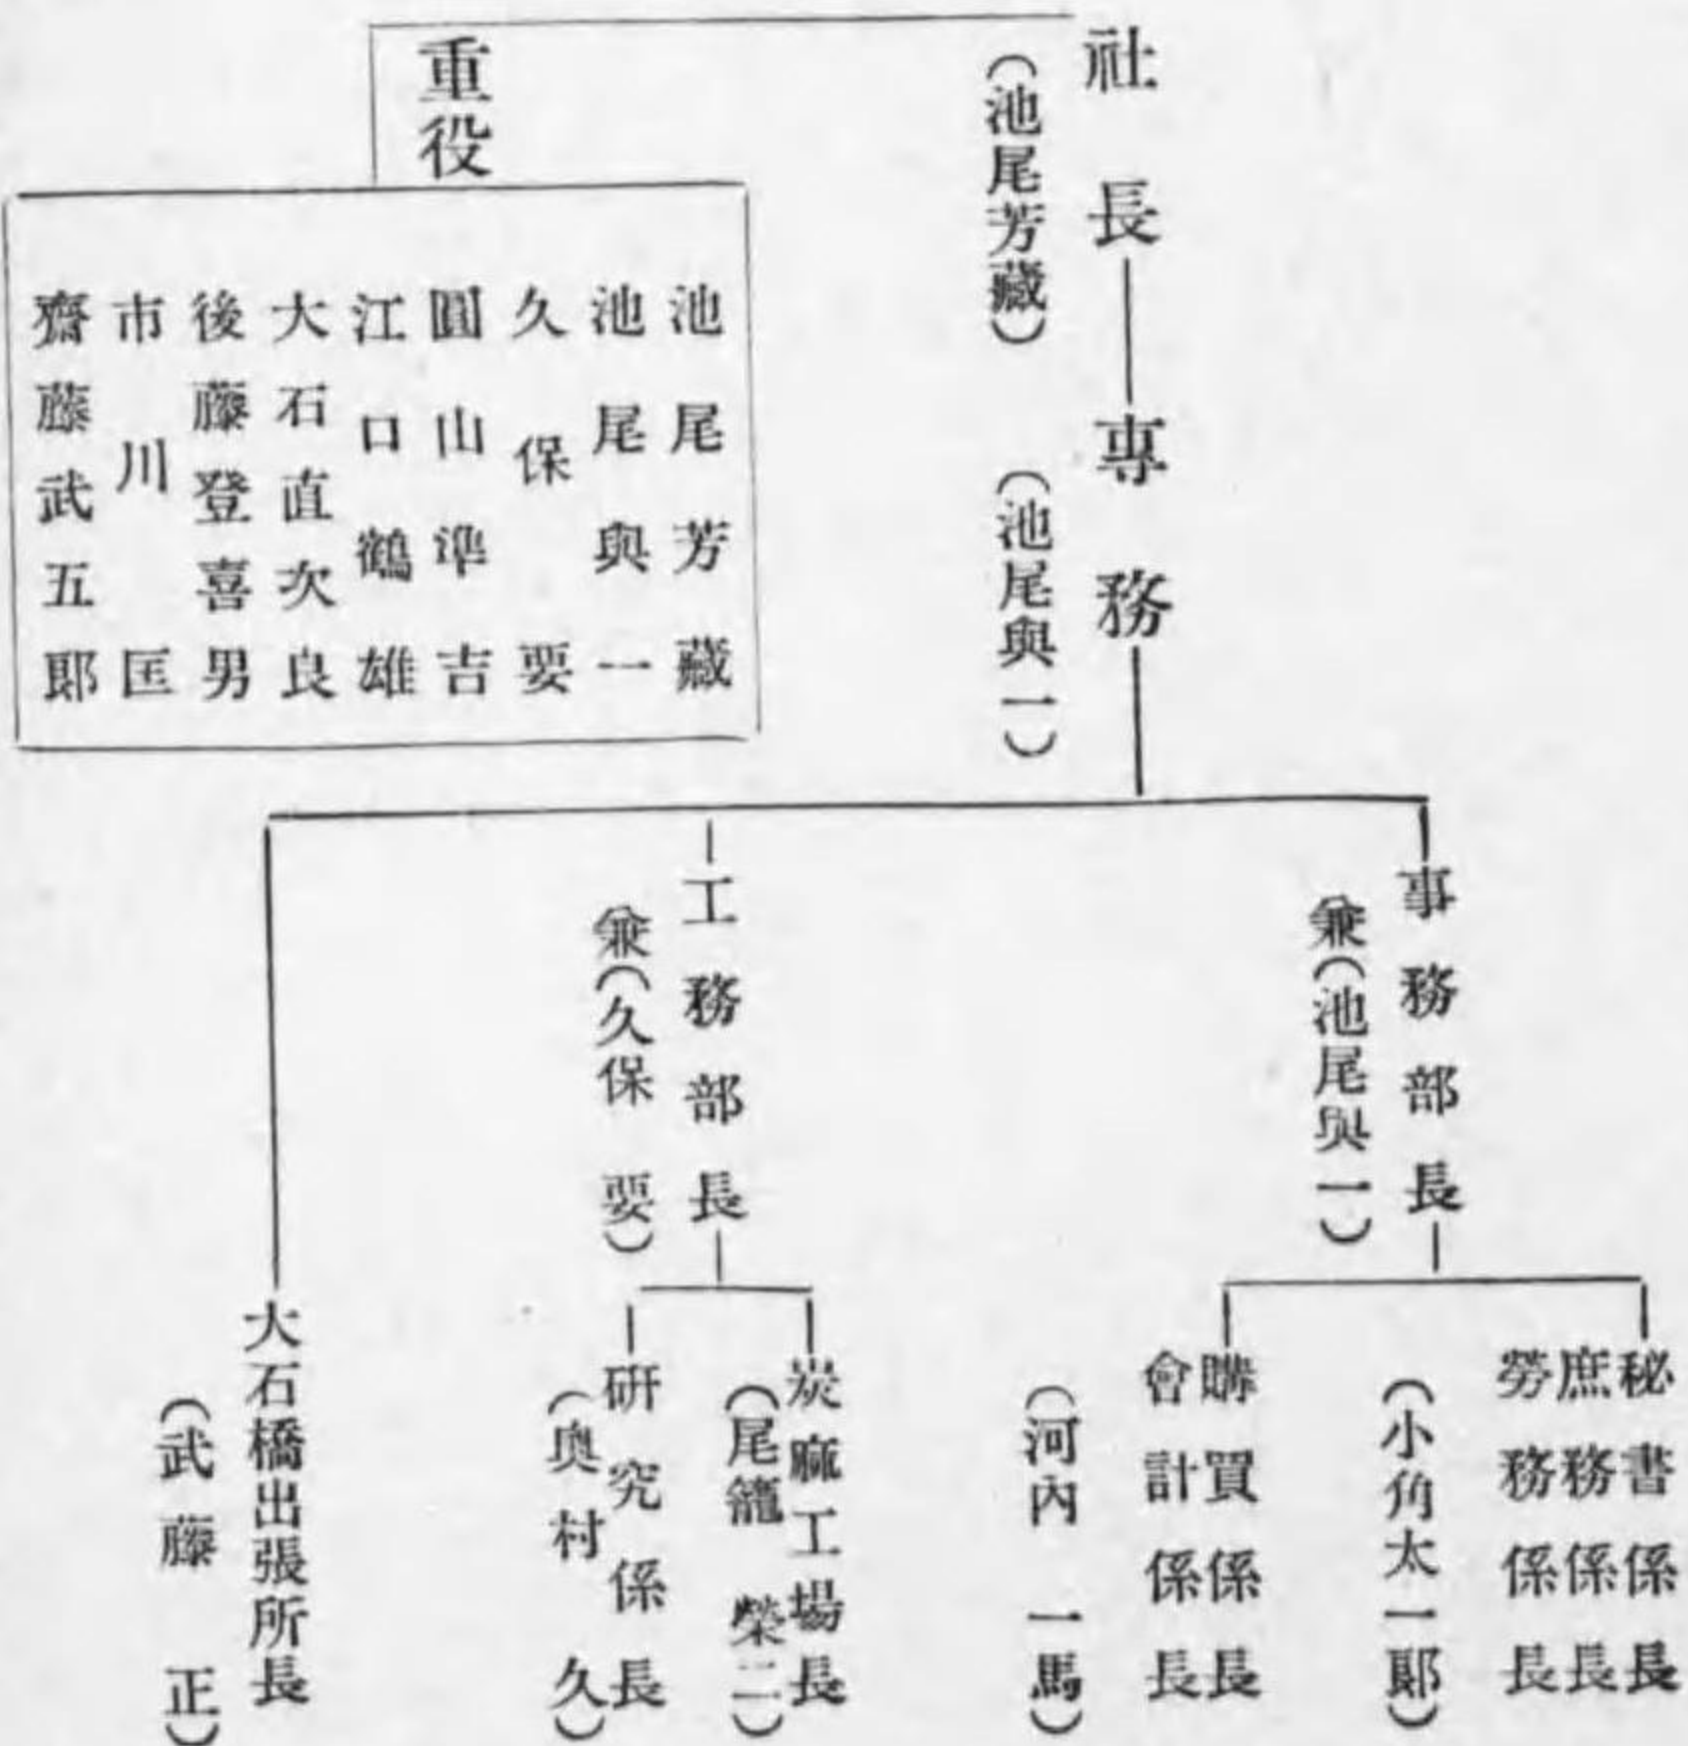 社長
(池尾芳藏)
專務
(池尾與一)
重役
池尾芳藏
池尾與一
久保要
圓山準吉
江口鶴雄
大石直次良
後藤登喜男
市川匡
齋藤武五郞
事務部長
兼(池尾與一)
秘書係長
庶務係長
勞務係長
(小角太一郞)
購買係長
會計係長
(河內一馬)
工務部長
兼(久保要)
炭廠工場長
(尾籠榮二)
硏究係長
(奧村久)
大石橋出張所長
(武藤正)